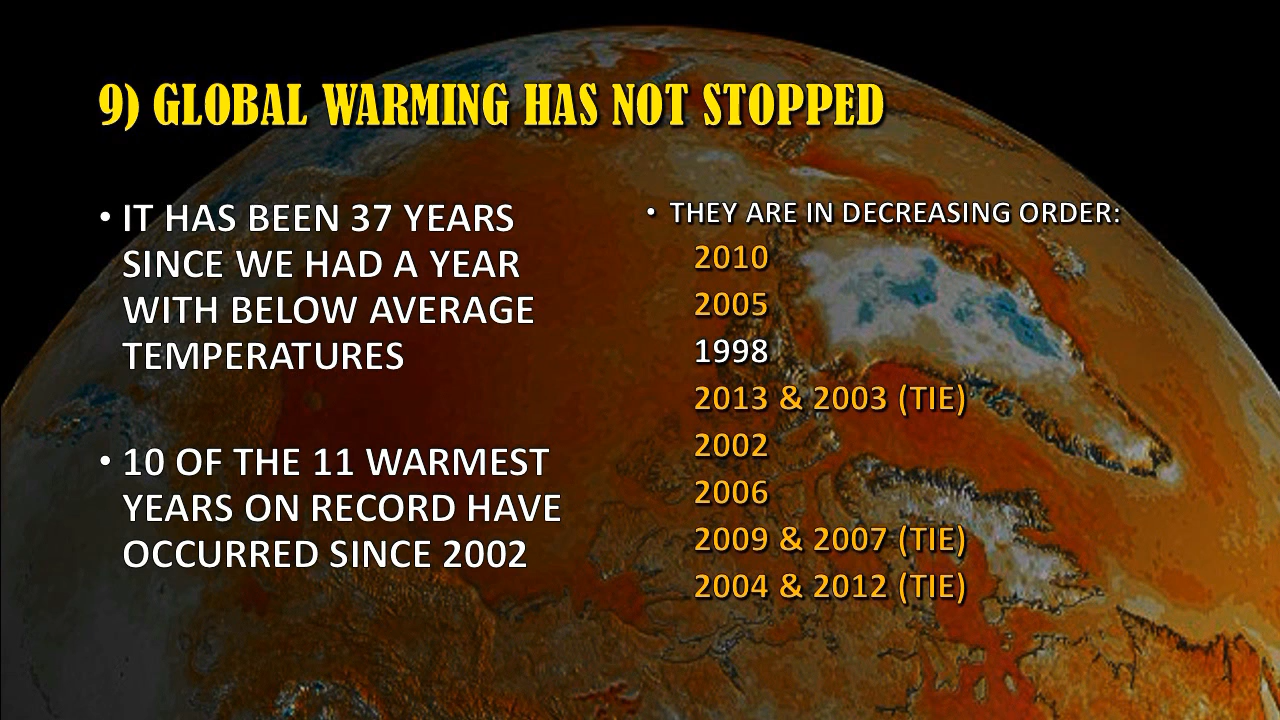 9) GLOBAL WARMING HAS NOT STOPPED
• IT HAS BEEN 37 YEARS
SINCE WE HAD A YEAR
WITH BELOW AVERAGE
TEMPERATURES
• 10 OF THE 11 WARMEST
YEARS ON RECORD HAVE
OCCURRED SINCE 2002
• THEY ARE IN DECREASING ORDER:
2010
2005
1998
2013 & 2003 (TIE)
2002
2006
2009 & 2007 (TIE)
2004 & 2012 (TIE)